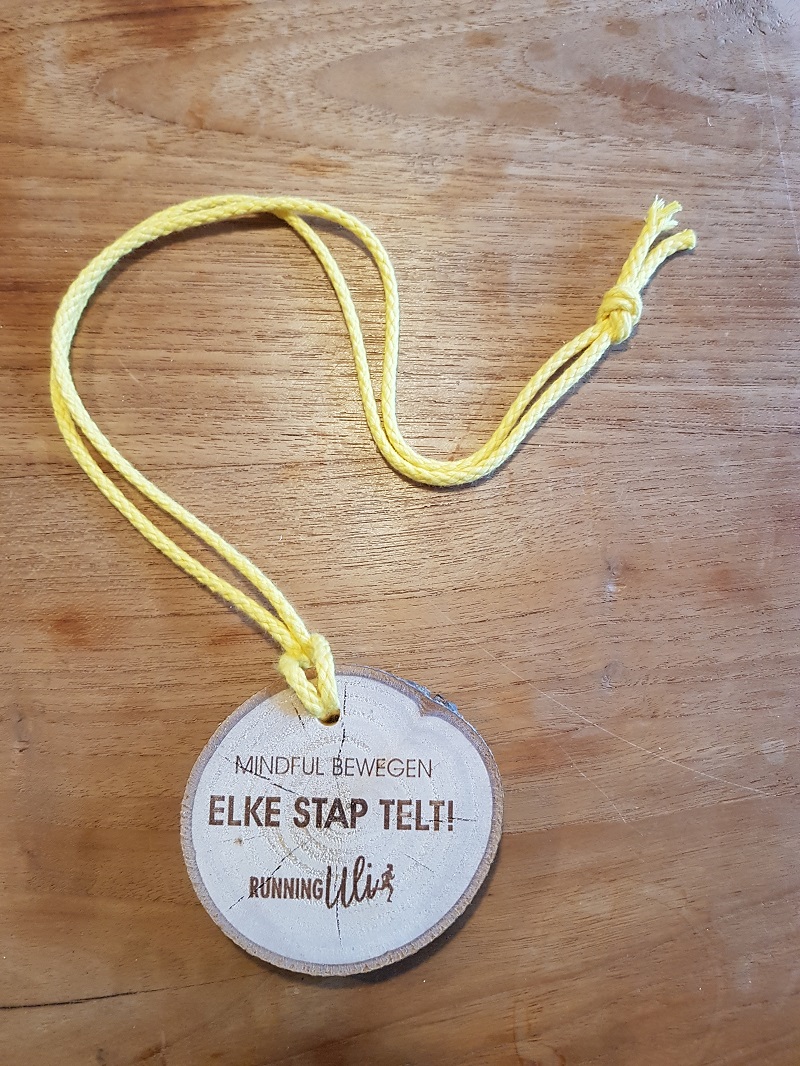 MINDFUL BEWEGEN
ELKE STAP TELT!
RUNNING Uli